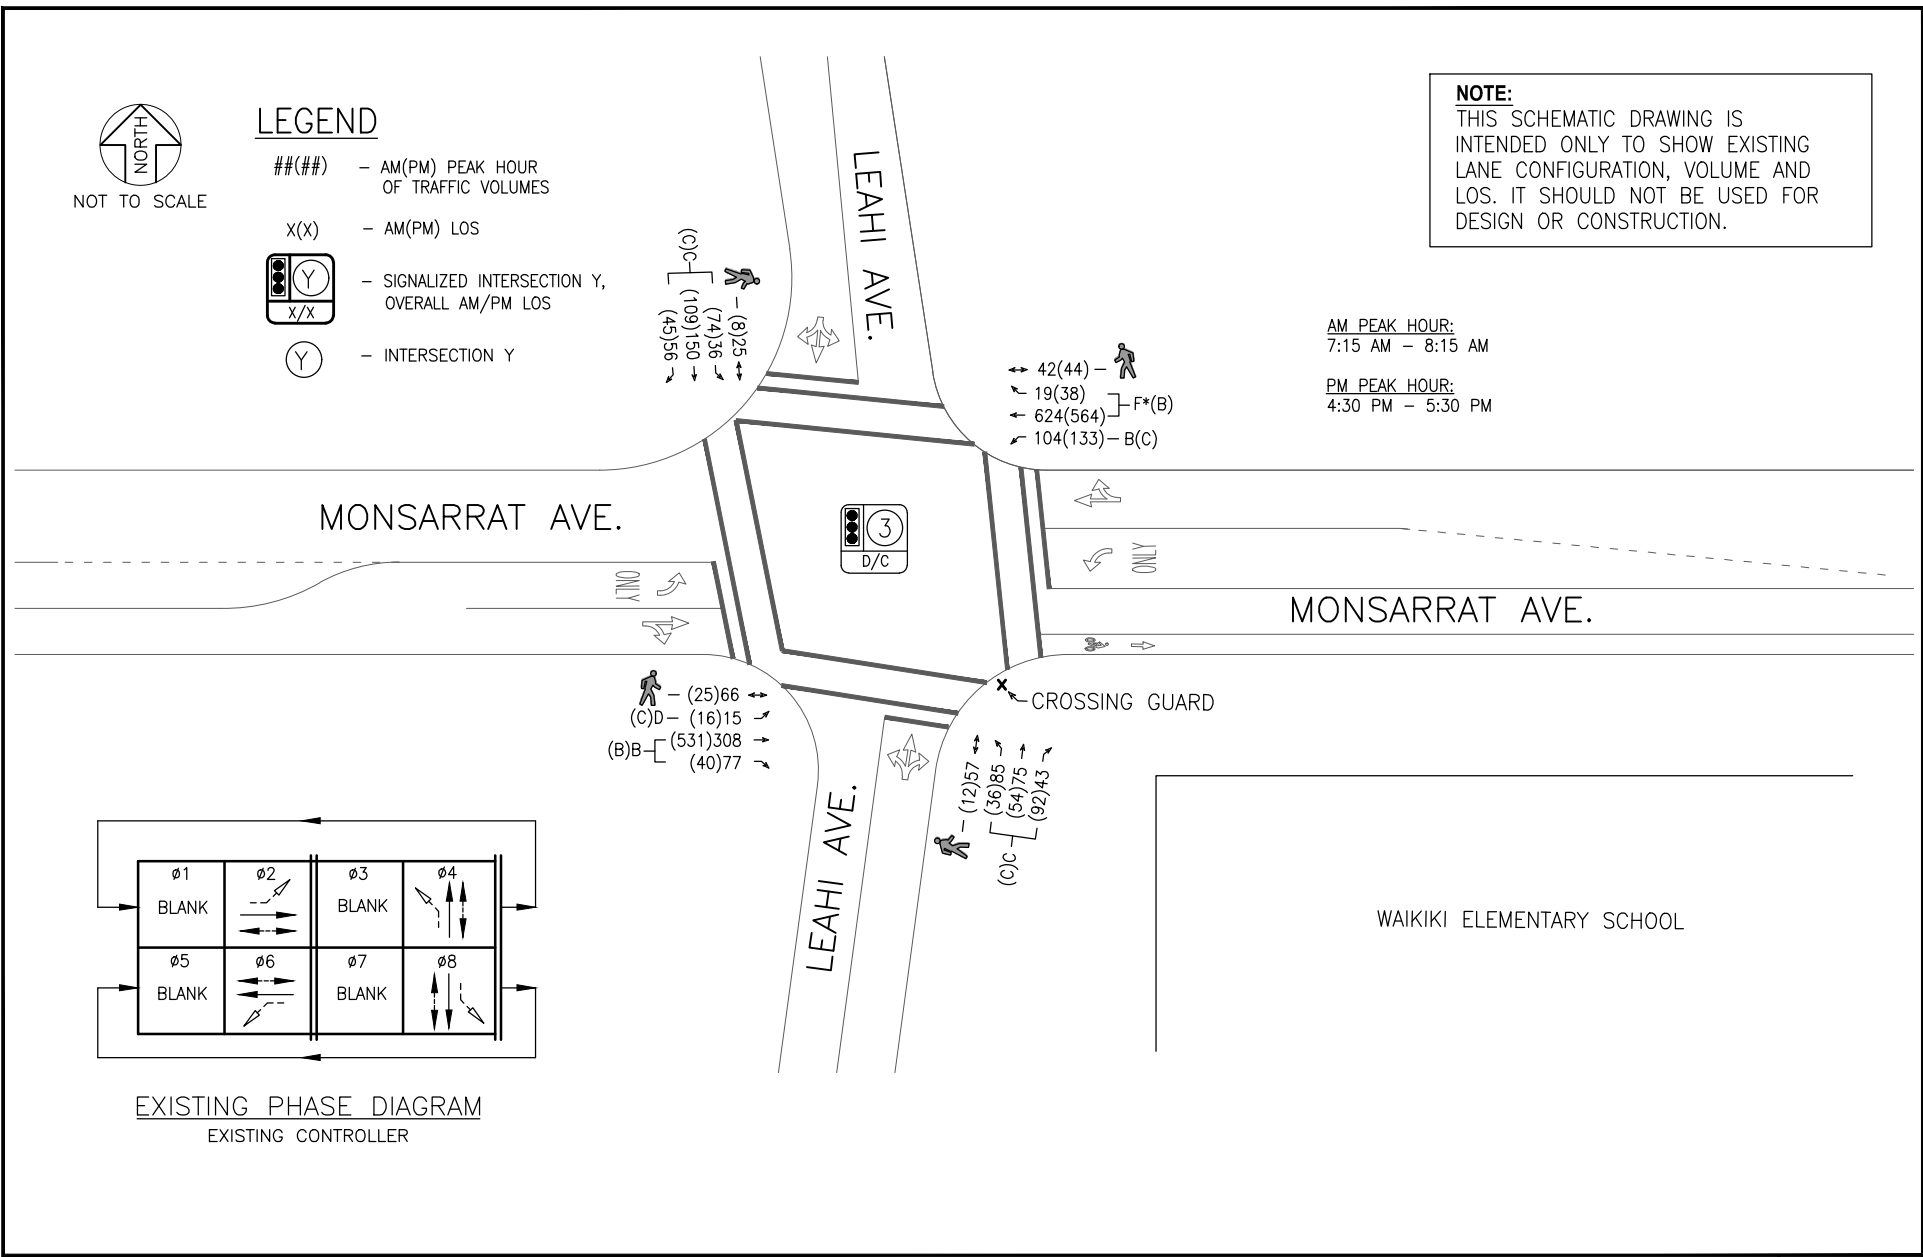 NORTH
NOT TO SCALE
LEGEND
##(##) – AM(PM) PEAK HOUR
OF TRAFFIC VOLUMES
X(X) – AM(PM) LOS
Y
X/X
– SIGNALIZED INTERSECTION Y,
OVERALL AM/PM LOS
Y – INTERSECTION Y
NOTE:
THIS SCHEMATIC DRAWING IS
INTENDED ONLY TO SHOW EXISTING
LANE CONFIGURATION, VOLUME AND
LOS. IT SHOULD NOT BE USED FOR
DESIGN OR CONSTRUCTION.
AM PEAK HOUR:
7:15 AM – 8:15 AM
PM PEAK HOUR:
4:30 PM – 5:30 PM
LEAHI AVE.
(C)C
– (8)25
(74)36
(109)150
(45)56
42(44) –
19(38)
624(564)
F*(B)
104(133) – B(C)
MONSARRAT AVE.
3
D/C
ONLY
ONLY
MONSARRAT AVE.
CROSSING GUARD
– (25)66
(C)D – (16)15
(531)308
(B)B
(40)77
– (12)57
(36)85
(54)75
(92)43
(C)C
LEAHI AVE.
WAIKIKI ELEMENTARY SCHOOL
ø1
BLANK
ø2
ø3
BLANK
ø4
ø5
BLANK
ø6
ø7
BLANK
ø8
EXISTING PHASE DIAGRAM
EXISTING CONTROLLER